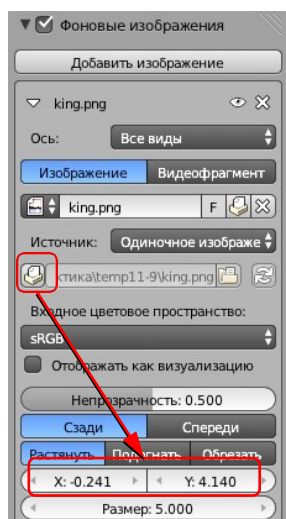 Фоновые изображения
Добавить изображение
king.png
Ось: Все виды
Изображение Видеофрагмент
king.png F
Источник: Одиночное изображе
ктика\temp11-9\king.png
Входное цветовое пространство:
sRGB
Отображать как визуализацию
Непрозрачность: 0.500
Сзади Спереди
Растянуть Подогнать Обрезать
X: -0.241 Y: 4.140
Размер: 5.000